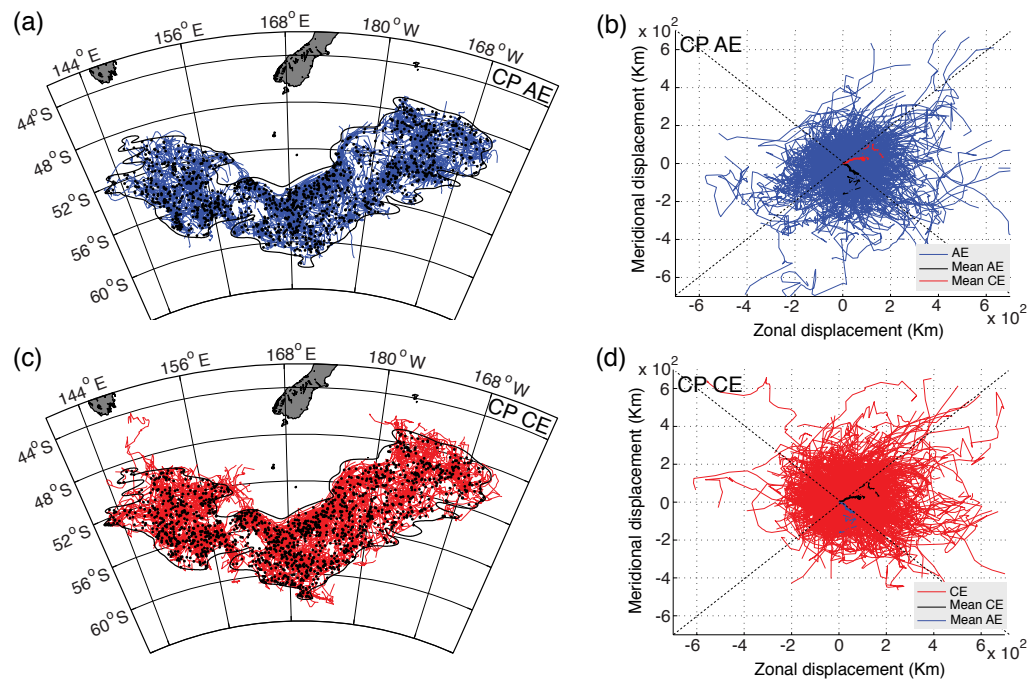 (a)
144° E
156° E
168° E
180° W
168° W
CP AE
44° S
48° S
52° S
56° S
60° S
(b)
x 10²
CP AE
Meridional displacement (Km)
6
4
2
0
-2
-4
-6
-6 -4 -2 0 2 4 6
x 10²
Zonal displacement (Km)
AE
Mean AE
Mean CE
(c)
144° E
156° E
168° E
180° W
168° W
CP CE
44° S
48° S
52° S
56° S
60° S
(d)
x 10²
CP CE
Meridional displacement (Km)
6
4
2
0
-2
-4
-6
-6 -4 -2 0 2 4 6
x 10²
Zonal displacement (Km)
CE
Mean CE
Mean AE